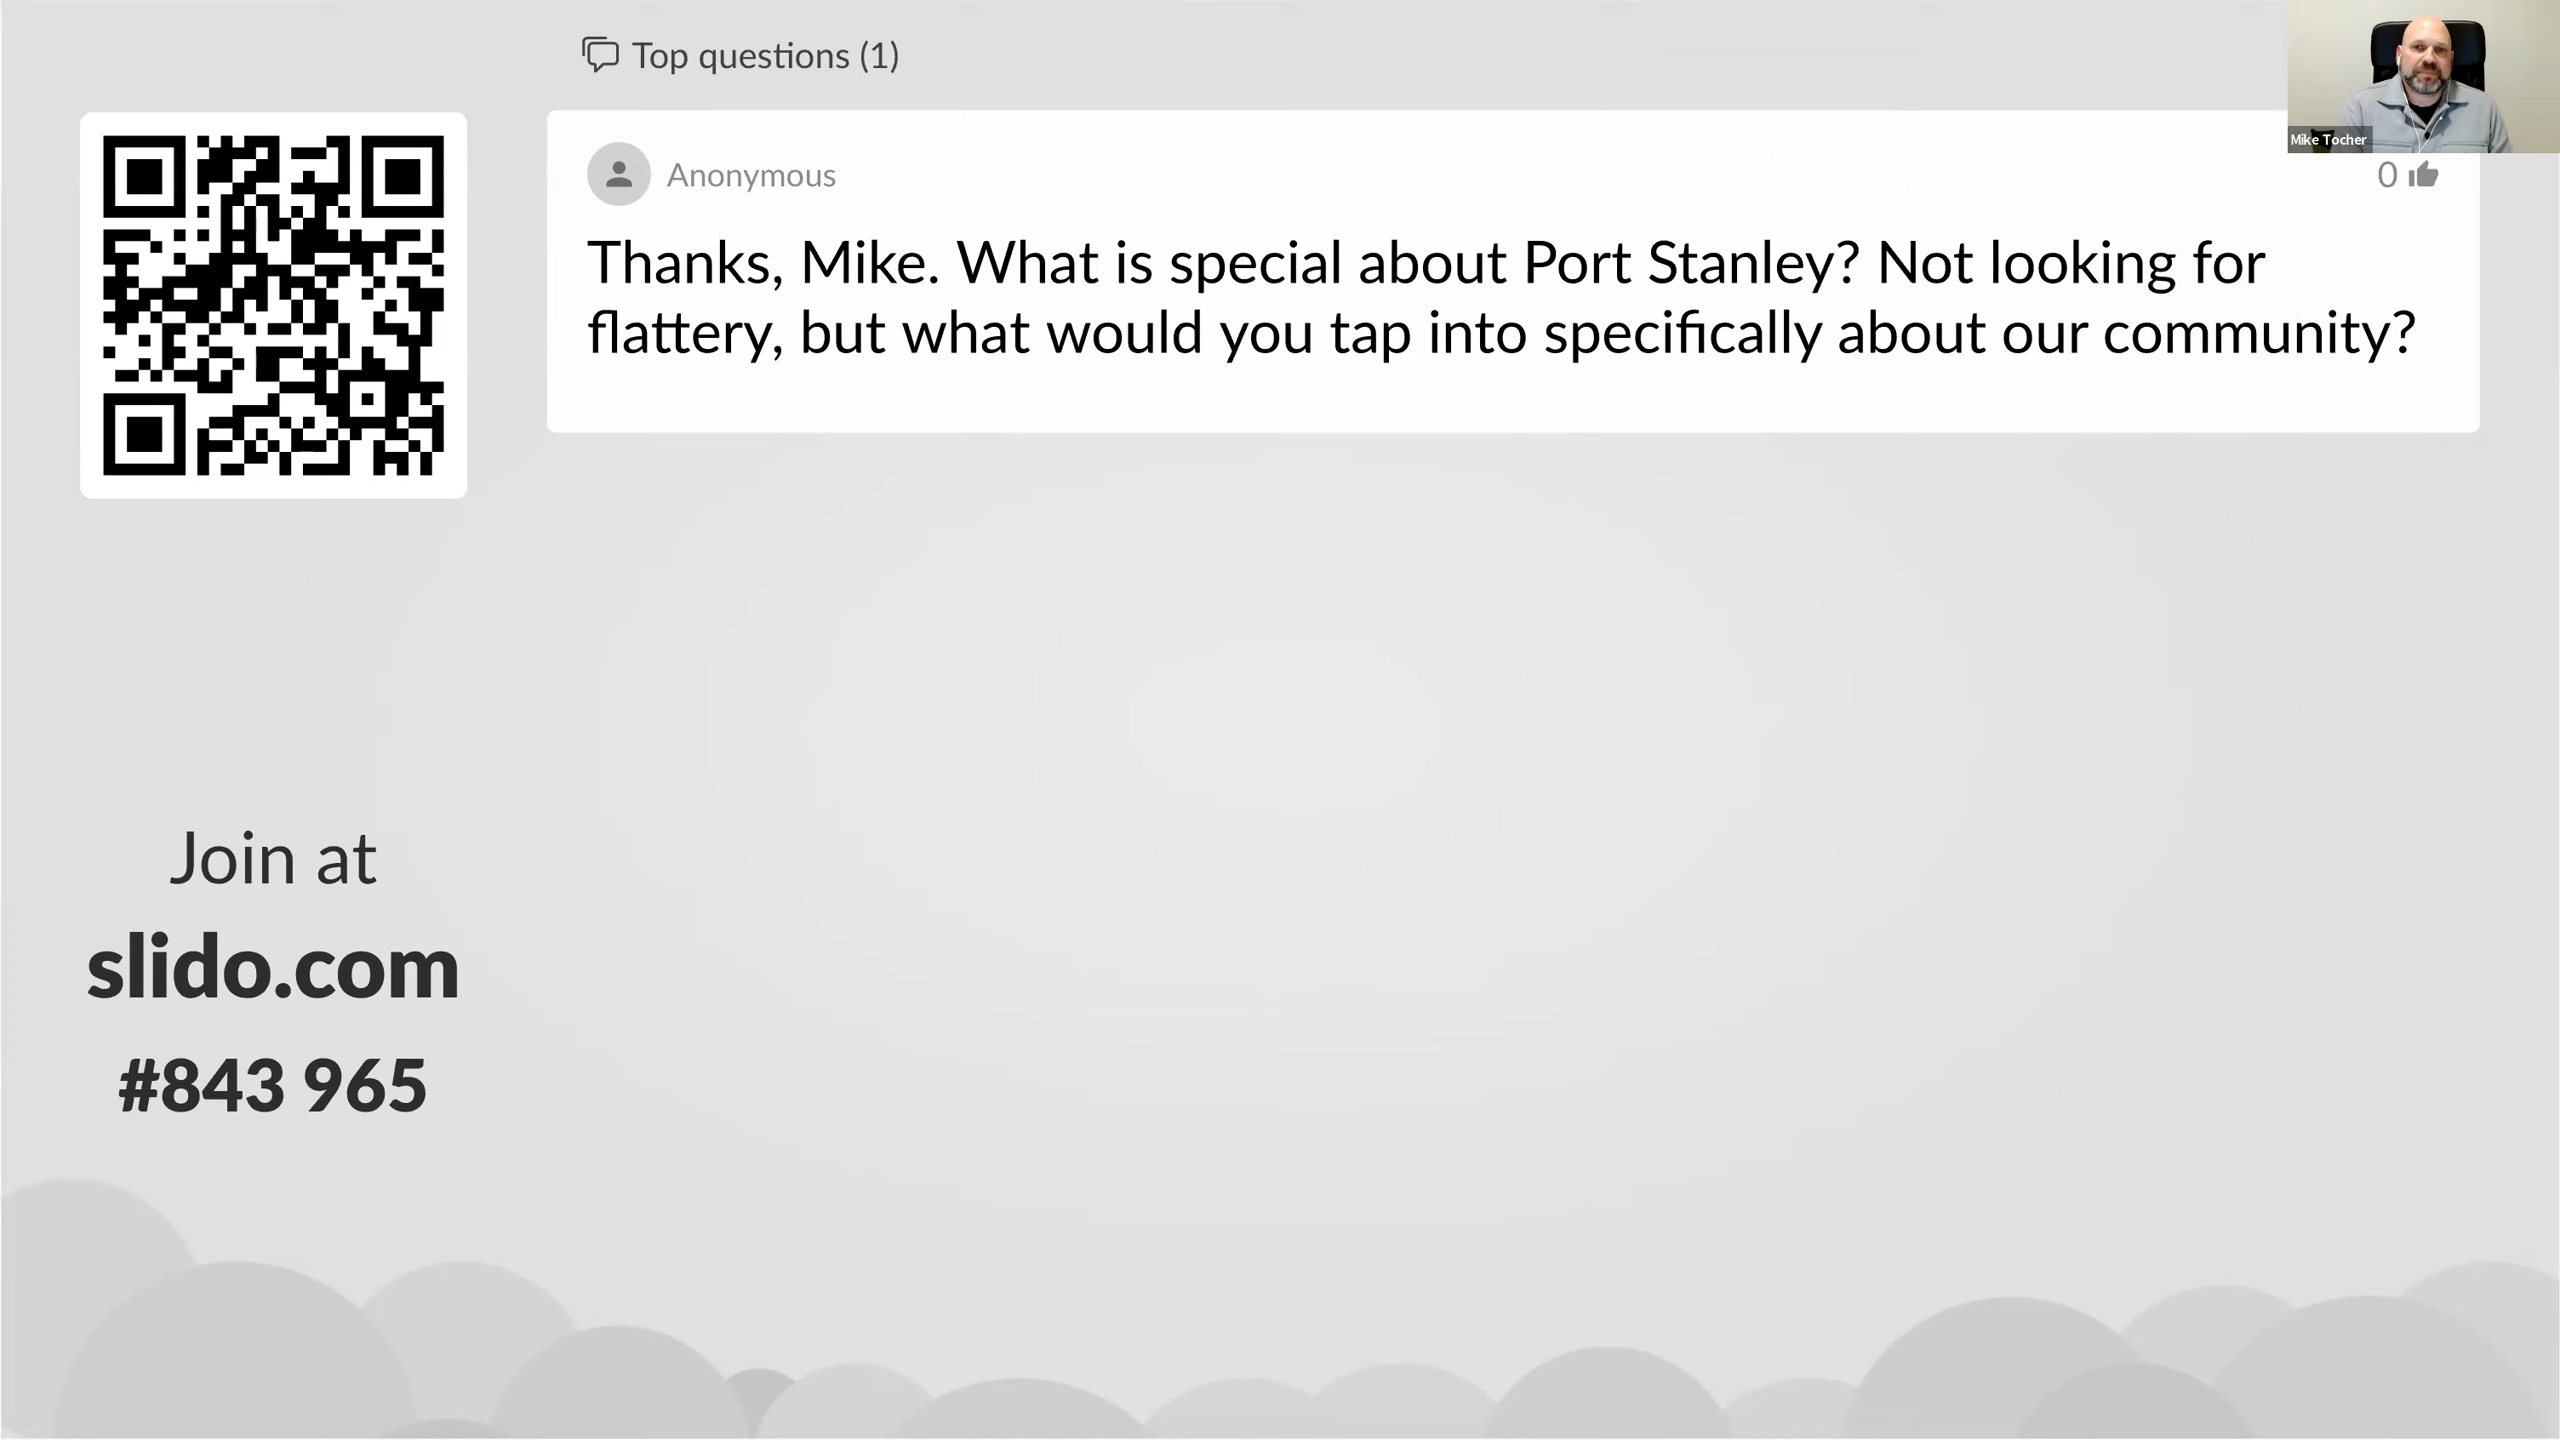 Top questions (1)
Mike Tocher
Anonymous
0
Thanks, Mike. What is special about Port Stanley? Not looking for
flattery, but what would you tap into specifically about our community?
Join at
slido.com
#843 965